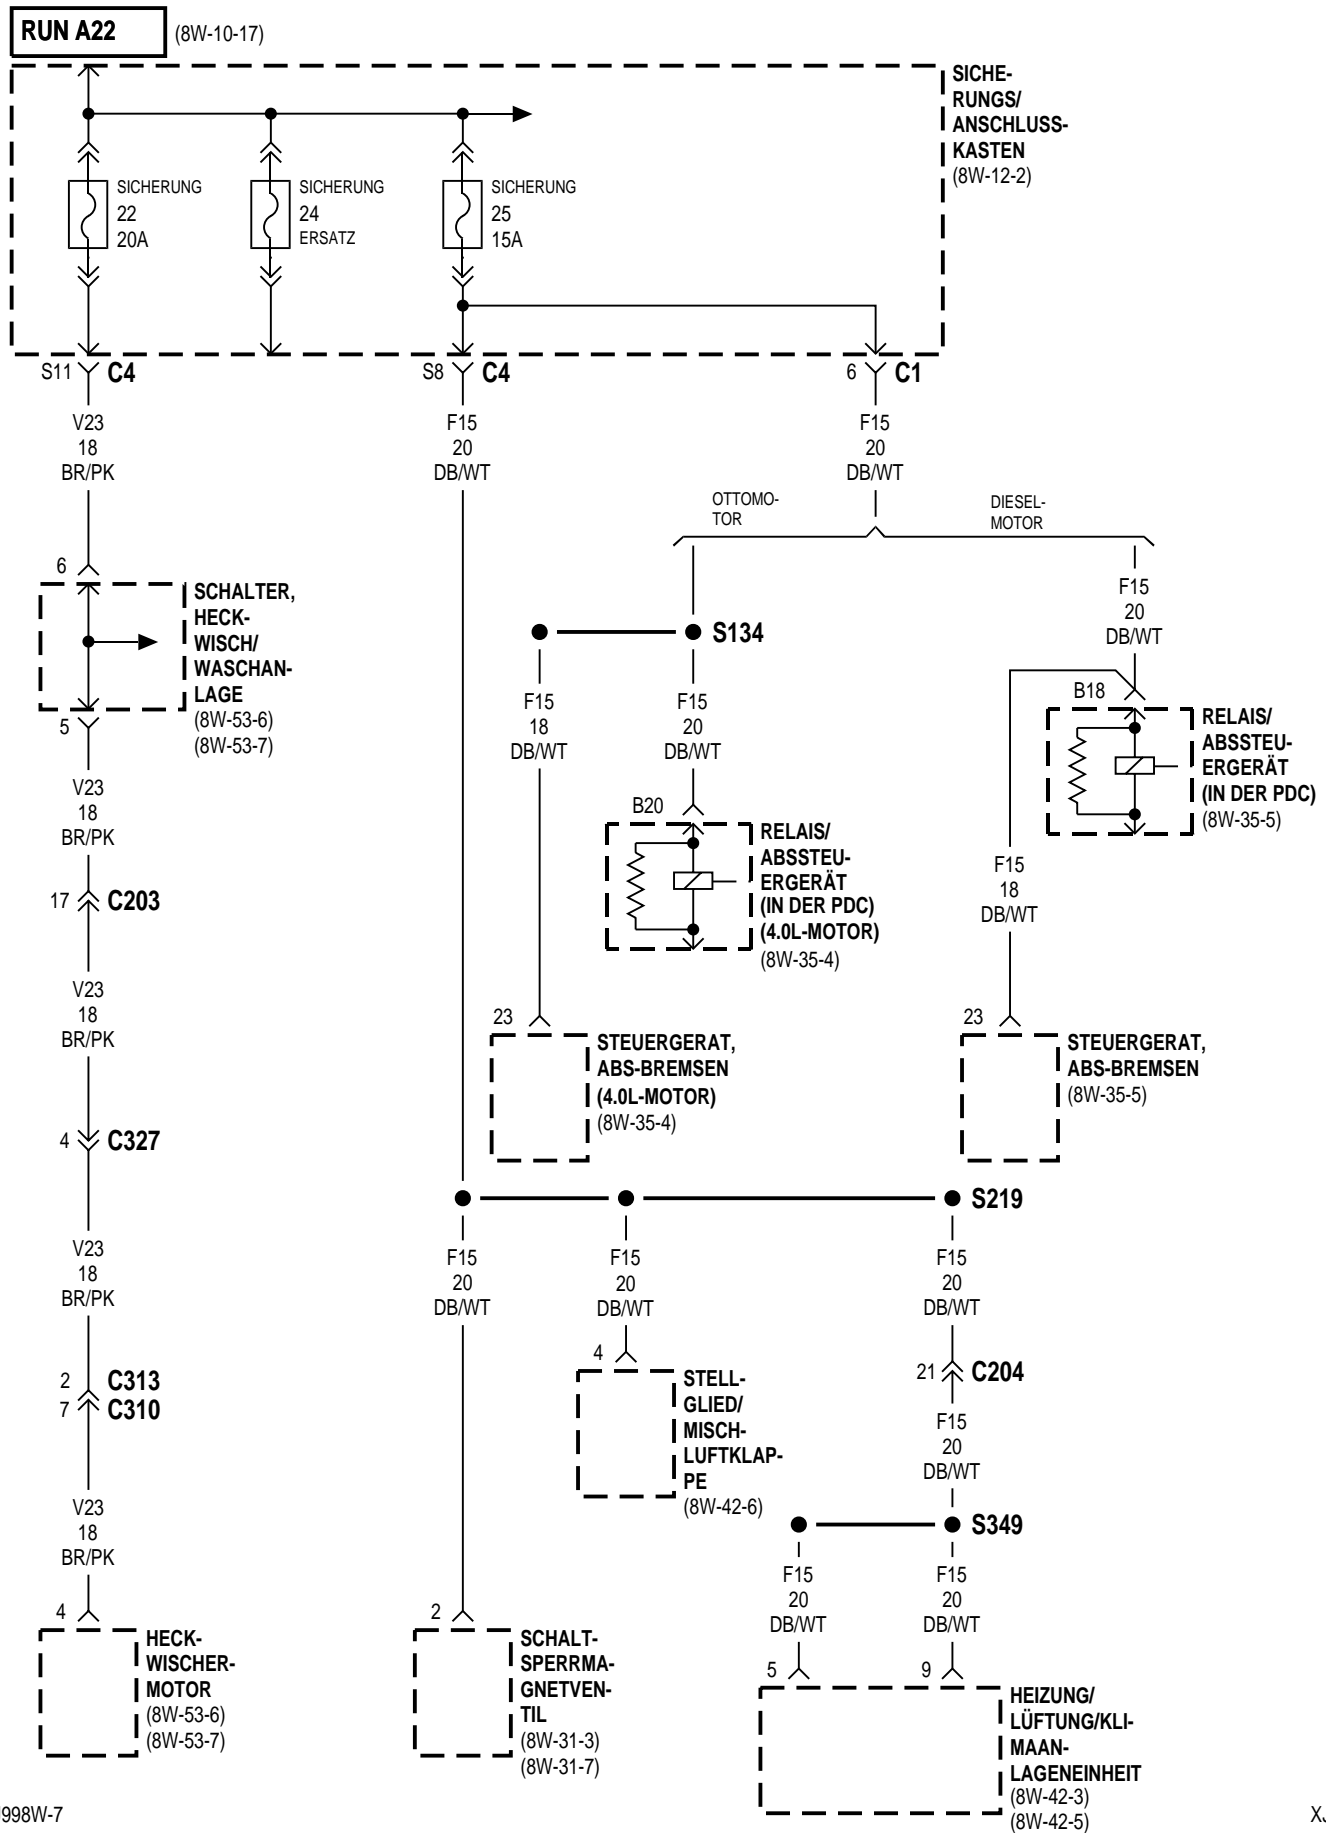 RUN A22 (8W-10-17)
SICHE-
RUNGS/
ANSCHLUSS-
KASTEN
(8W-12-2)
SICHERUNG
22
20A
SICHERUNG
24
ERSATZ
SICHERUNG
25
15A
S11 C4
S8 C4
6 C1
V23
18
BR/PK
F15
20
DB/WT
F15
20
DB/WT
OTTOMO-
TOR
DIESEL-
MOTOR
6
SCHALTER,
HECK-
WISCH/
WASCHAN-
LAGE
(8W-53-6)
(8W-53-7)
5
S134
F15
20
DB/WT
F15
18
DB/WT
F15
20
DB/WT
B18
RELAIS/
ABSSTEU-
ERGERÄT
(IN DER PDC)
(8W-35-5)
V23
18
BR/PK
B20
RELAIS/
ABSSTEU-
ERGERÄT
(IN DER PDC)
(4.0L-MOTOR)
(8W-35-4)
F15
18
DB/WT
17 C203
V23
18
BR/PK
23
STEUERGERAT,
ABS-BREMSEN
(4.0L-MOTOR)
(8W-35-4)
23
STEUERGERAT,
ABS-BREMSEN
(8W-35-5)
4 C327
S219
V23
18
BR/PK
F15
20
DB/WT
F15
20
DB/WT
F15
20
DB/WT
2 C313
7 C310
4
STELL-
GLIED/
MISCH-
LUFTKLAP-
PE
(8W-42-6)
21 C204
F15
20
DB/WT
V23
18
BR/PK
S349
F15
20
DB/WT
F15
20
DB/WT
4
HECK-
WISCHER-
MOTOR
(8W-53-6)
(8W-53-7)
2
SCHALT-
SPERRMA-
GNETVEN-
TIL
(8W-31-3)
(8W-31-7)
5
9
HEIZUNG/
LÜFTUNG/KLI-
MAAN-
LAGENEINHEIT
(8W-42-3)
(8W-42-5)
998W-7